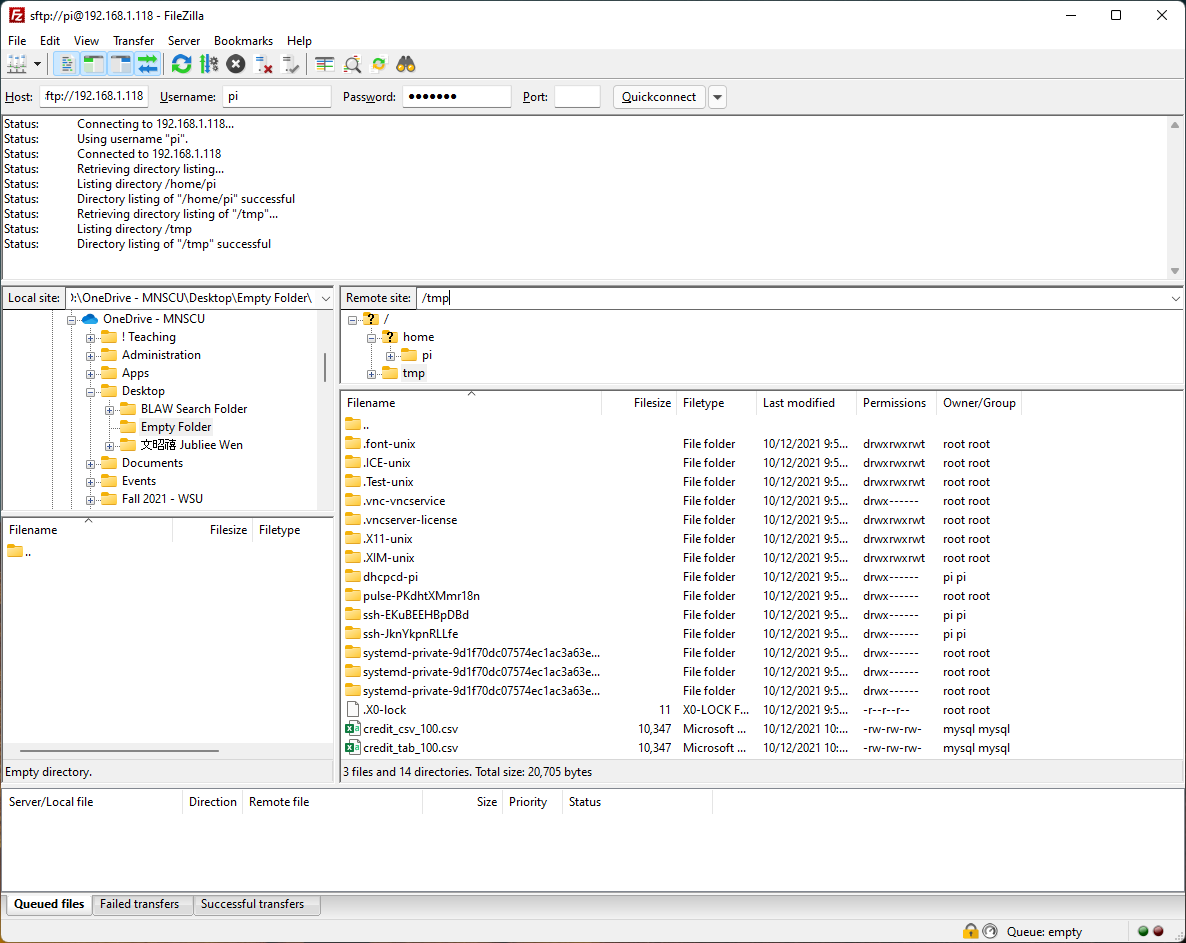 sftp://pi@192.168.1.118 - FileZilla
File Edit View Transfer Server Bookmarks Help
Host: ftp://192.168.1.118 Username: pi Password: ●●●●●●● Port: Quickconnect
Status: Connecting to 192.168.1.118...
Status: Using username "pi".
Status: Connected to 192.168.1.118
Status: Retrieving directory listing...
Status: Listing directory /home/pi
Status: Directory listing of "/home/pi" successful
Status: Retrieving directory listing of "/tmp"...
Status: Listing directory /tmp
Status: Directory listing of "/tmp" successful
Local site: :\OneDrive - MNSCU\Desktop\Empty Folder\
OneDrive - MNSCU
! Teaching
Administration
Apps
Desktop
BLAW Search Folder
Empty Folder
Jubliee Wen
Documents
Events
Fall 2021 - WSU
Filename Filesize Filetype
..
Empty directory.
Remote site: /tmp
/
home
pi
tmp
Filename Filesize Filetype Last modified Permissions Owner/Group
..
.font-unix File folder 10/12/2021 9:5... drwxrwxrwt root root
.ICE-unix File folder 10/12/2021 9:5... drwxrwxrwt root root
.Test-unix File folder 10/12/2021 9:5... drwxrwxrwt root root
.vnc-vncservice File folder 10/12/2021 9:5... drwx------ root root
.vncserver-license File folder 10/12/2021 9:5... drwxrwxrwt root root
.X11-unix File folder 10/12/2021 9:5... drwxrwxrwt root root
.XIM-unix File folder 10/12/2021 9:5... drwxrwxrwt root root
dhcpcd-pi File folder 10/12/2021 9:5... drwx------ pi pi
pulse-PKdhtXMmr18n File folder 10/12/2021 9:5... drwx------ root root
ssh-EKuBEEHBpDBd File folder 10/12/2021 9:5... drwx------ pi pi
ssh-JknYkpnRLLfe File folder 10/12/2021 9:5... drwx------ pi pi
systemd-private-9d1f70dc07574ec1ac3a63e... File folder 10/12/2021 9:5... drwx------ root root
systemd-private-9d1f70dc07574ec1ac3a63e... File folder 10/12/2021 9:5... drwx------ root root
systemd-private-9d1f70dc07574ec1ac3a63e... File folder 10/12/2021 9:5... drwx------ root root
.X0-lock 11 X0-LOCK F... 10/12/2021 9:5... -r--r--r-- root root
credit_csv_100.csv 10,347 Microsoft ... 10/12/2021 10:... -rw-rw-rw- mysql mysql
credit_tab_100.csv 10,347 Microsoft ... 10/12/2021 10:... -rw-rw-rw- mysql mysql
3 files and 14 directories. Total size: 20,705 bytes
Server/Local file Direction Remote file Size Priority Status
Queued files Failed transfers Successful transfers
Queue: empty